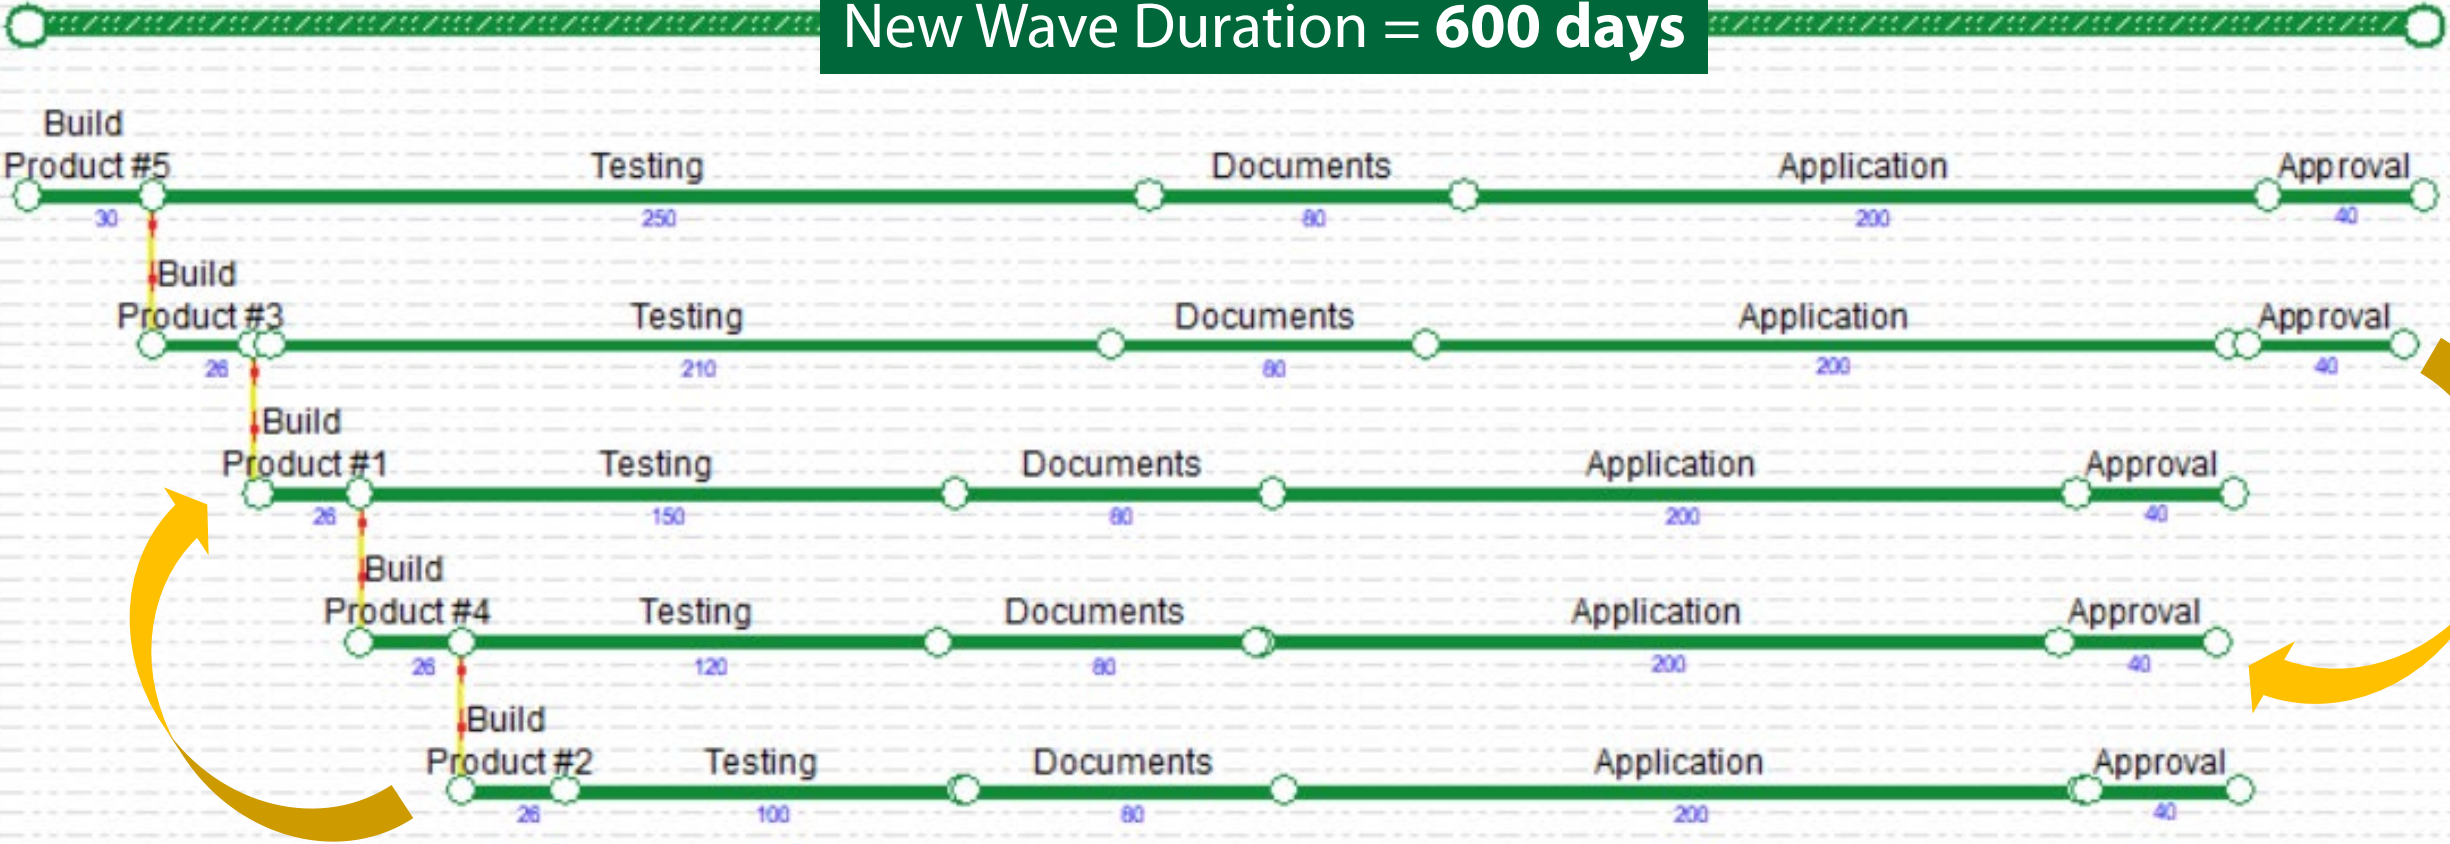 New Wave Duration = 600 days
Build
Product #5
Testing
Documents
Application
Approval
30
250
80
200
40
Build
Product #3
Testing
Documents
Application
Approval
26
210
80
200
40
Build
Product #1
Testing
Documents
Application
Approval
26
150
80
200
40
Build
Product #4
Testing
Documents
Application
Approval
26
120
80
200
40
Build
Product #2
Testing
Documents
Application
Approval
26
100
80
200
40